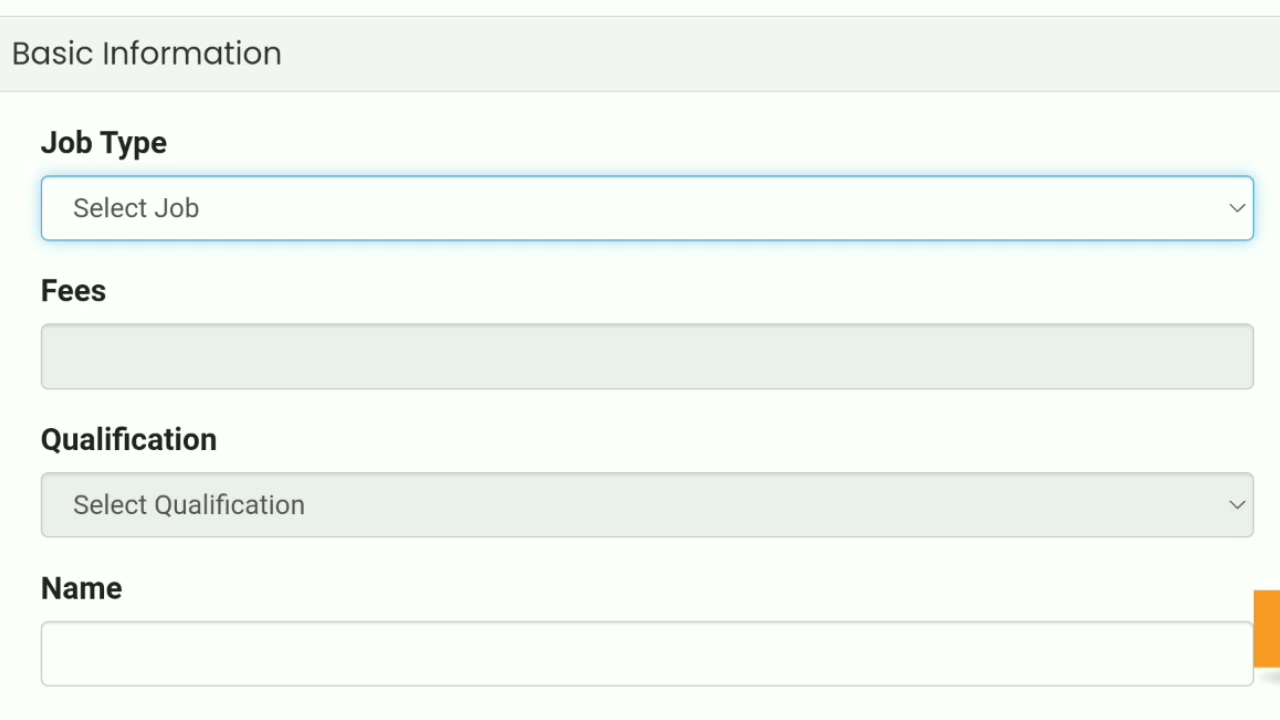 Basic Information
Job Type
Select Job
Fees
Qualification
Select Qualification
Name